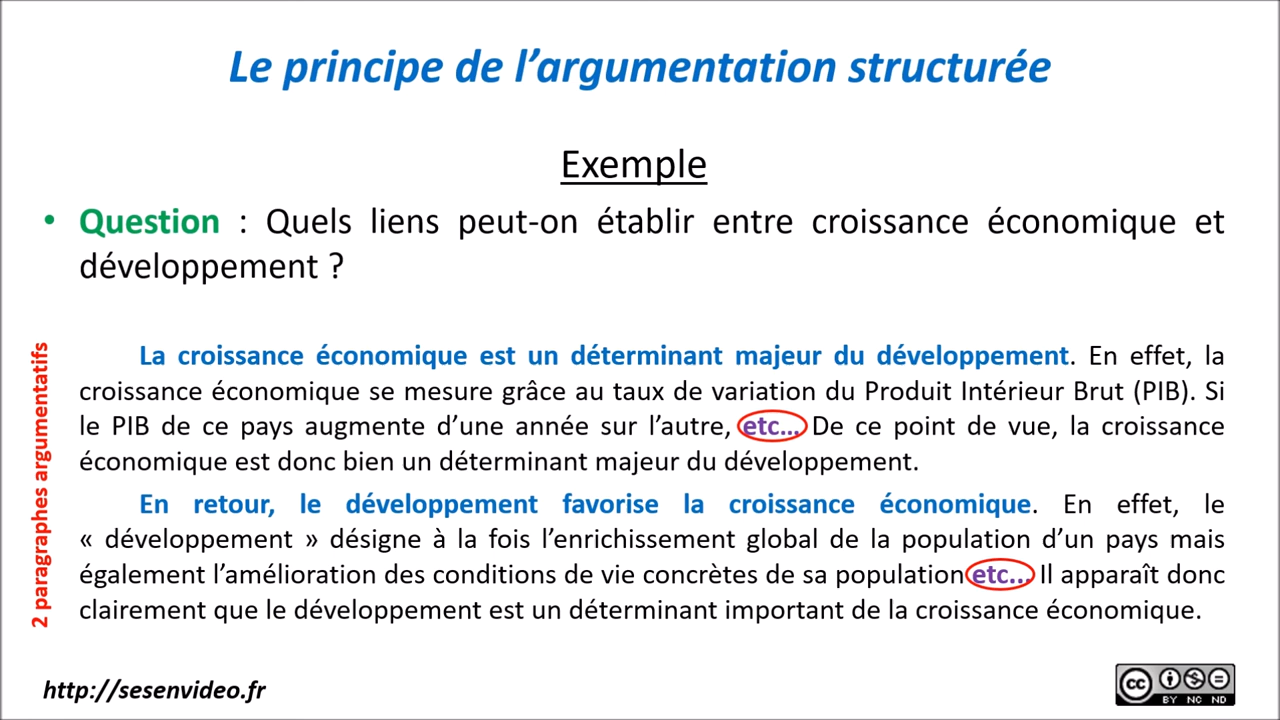 Le principe de l’argumentation structurée
Exemple
• Question : Quels liens peut-on établir entre croissance économique et
développement ?
2 paragraphes argumentatifs
La croissance économique est un déterminant majeur du développement. En effet, la
croissance économique se mesure grâce au taux de variation du Produit Intérieur Brut (PIB). Si
le PIB de ce pays augmente d’une année sur l’autre, etc... De ce point de vue, la croissance
économique est donc bien un déterminant majeur du développement.
En retour, le développement favorise la croissance économique. En effet, le
« développement » désigne à la fois l’enrichissement global de la population d’un pays mais
également l’amélioration des conditions de vie concrètes de sa population etc... Il apparaît donc
clairement que le développement est un déterminant important de la croissance économique.
http://sesenvideo.fr
cc
BY NC ND